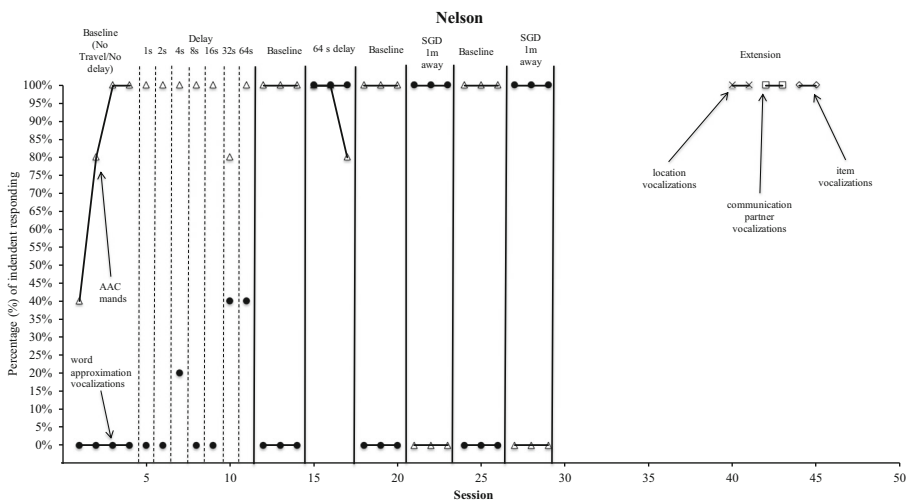 Nelson
Baseline
(No
Travel/No
delay)
Delay
1s 2s 4s 8s 16s 32s 64s
Baseline
64 s delay
Baseline
SGD
1m
away
Baseline
SGD
1m
away
Extension
Percentage (%) of indendent responding
100%
95%
90%
85%
80%
75%
70%
65%
60%
55%
50%
45%
40%
35%
30%
25%
20%
15%
10%
5%
0%
AAC
mands
word
approximation
vocalizations
location
vocalizations
communication
partner
vocalizations
item
vocalizations
5 10 15 20 25 30 35 40 45 50
Session